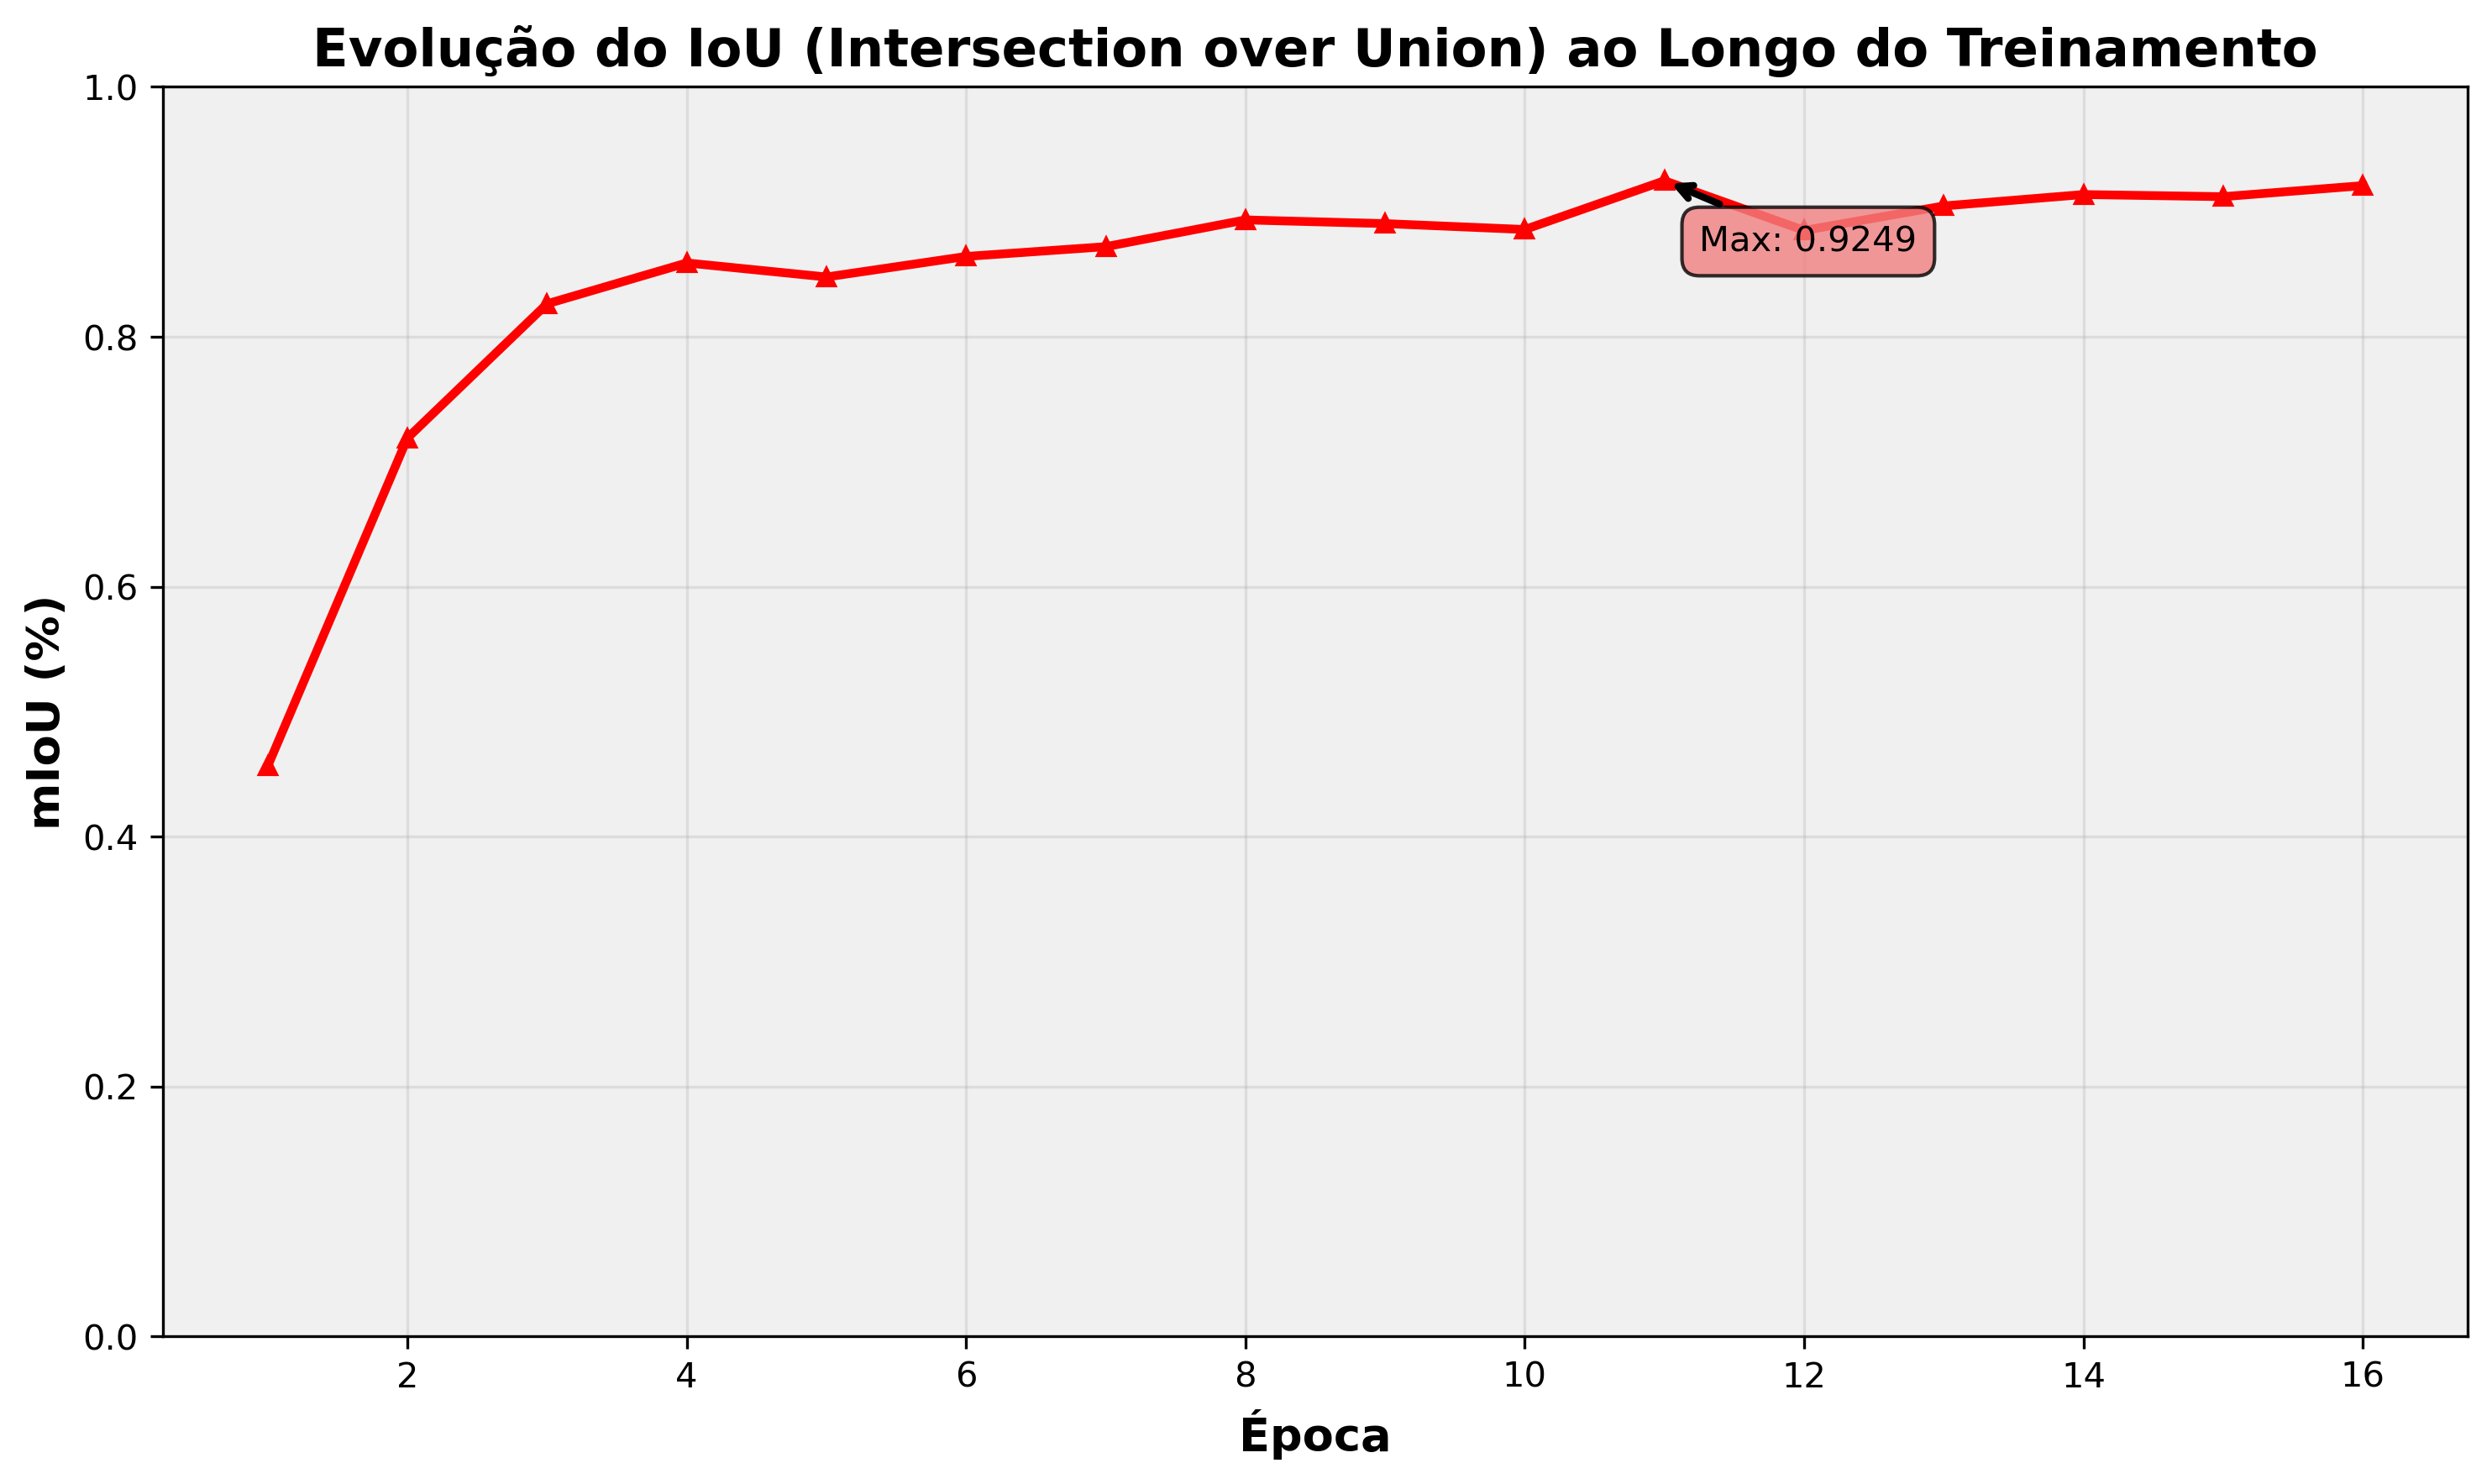 Evolução do IoU (Intersection over Union) ao Longo do Treinamento
1.0
0.8
0.6
0.4
0.2
0.0
mIoU (%)
Max: 0.9249
2 4 6 8 10 12 14 16
Época